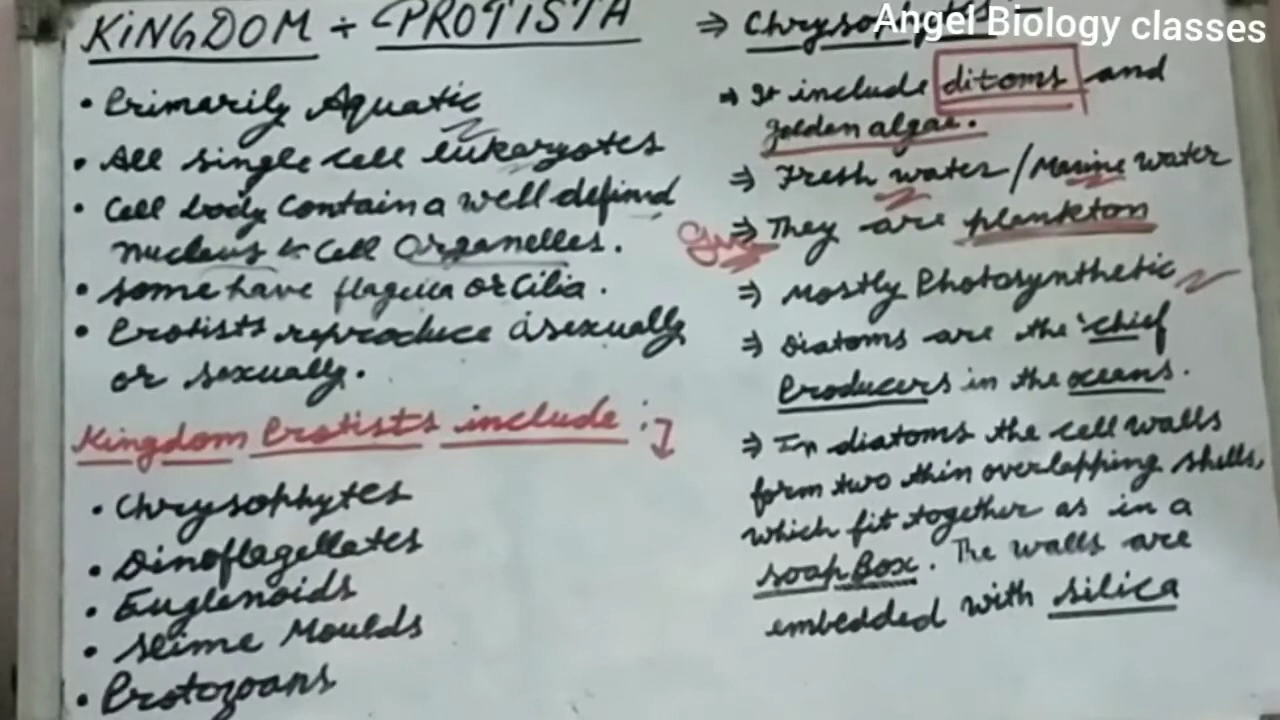 KINGDOM ÷ PROTISTA
• Primarily Aquatic
• All single cell eukaryotes
• Cell body contain a well defined
nucleus & cell organelles.
• some have flagella or cilia.
• Protists reproduce asexually
or sexually.
Kingdom Protists include :
• Chrysophytes
• Dinoflagellates
• Euglenoids
• Slime Moulds
• Protozoans
Angel Biology classes
⇒ Chrysophytes –
⇒ It include ditoms and
golden algae.
⇒ Fresh water / Marine water
⇒ They are plankton
⇒ Mostly Photosynthetic
⇒ Diatoms are the 'chief
Producers in the oceans.
⇒ In diatoms the cell walls
form two thin overlapping shells,
which fit together as in a
soap Box. The walls are
embedded with silica